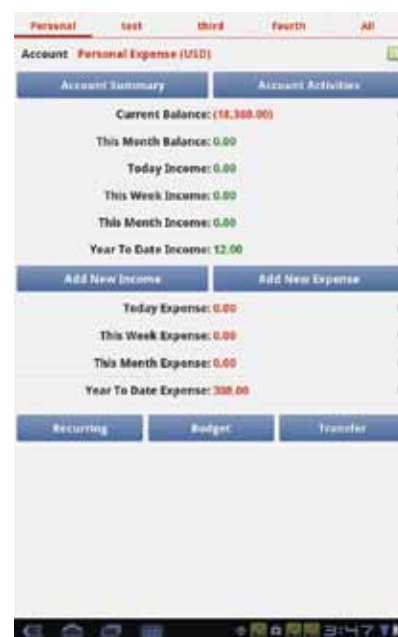 Personal test third fourth All
Account Personal Expense (USD)
Account Summary Account Activities
Current Balance: (18,360.00)
This Month Balance: 0.00
Today Income: 0.00
This Week Income: 0.00
This Month Income: 0.00
Year To Date Income: 12.00
Add New Income Add New Expense
Today Expense: 0.00
This Week Expense: 0.00
This Month Expense: 0.00
Year To Date Expense: 308.00
Recurring Budget Transfer
3:47